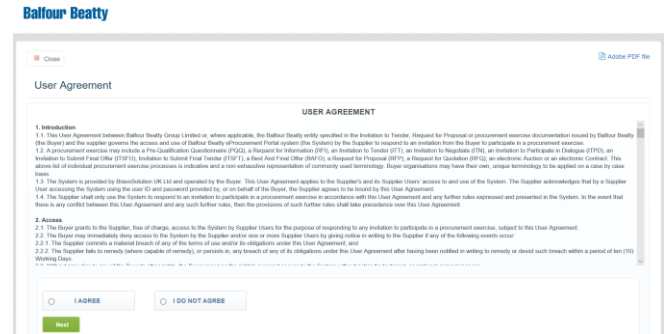 Balfour Beatty
Close
Adobe PDF file
User Agreement
USER AGREEMENT
1. Introduction
1.1. This User Agreement between Balfour Beatty Group Limited or, where applicable, the Balfour Beatty entity specified in the Invitation to Tender, Request for Proposal or procurement exercise documentation issued by Balfour Beatty
(the Buyer) and the supplier governs the access and use of Balfour Beatty eProcurement Portal system (the System) by the Supplier to respond to an invitation from the Buyer to participate in a procurement exercise.
1.2. A procurement exercise may include a Pre-Qualification Questionnaire (PQQ), a Request for Information (RFI), an Invitation to Tender (ITT), an Invitation to Negotiate (ITN), an Invitation to Participate in Dialogue (ITPD), an
Invitation to Submit Final Offer (ITSFO), Invitation to Submit Final Tender (ITSFT), a Best And Final Offer (BAFO), a Request for Proposal (RFP), a Request for Quotation (RFQ), an electronic Auction or an electronic Contract. This
above list of individual procurement exercise processes is indicative and a non-exhaustive representation of commonly used terminology. Buyer organisations may have their own, unique terminology to be applied on a case by case
basis.
1.3. The System is provided by BravoSolution UK Ltd and operated by the Buyer. This User Agreement applies to the Supplier's and its Supplier Users' access to and use of the System. The Supplier acknowledges that by a Supplier
User accessing the System using the user ID and password provided by, or on behalf of the Buyer, the Supplier agrees to be bound by this User Agreement.
1.4. The Supplier shall only use the System to respond to an invitation to participate in a procurement exercise in accordance with this User Agreement and any further rules expressed and presented in the System. In the event that
there is any conflict between this User Agreement and any such further rules, then the provisions of such further rules shall take precedence over this User Agreement.
2. Access
2.1. The Buyer grants to the Supplier, free of charge, access to the System by Supplier Users for the purpose of responding to any invitation to participate in a procurement exercise, subject to this User Agreement.
2.2. The Buyer may immediately deny access to the System by the Supplier and/or one or more Supplier Users by giving notice in writing to the Supplier if any of the following events occur:
2.2.1. The Supplier commits a material breach of any of the terms of use and/or its obligations under this User Agreement; and
2.2.2. The Supplier fails to remedy (where capable of remedy), or persists in, any breach of any of its obligations under this User Agreement after having been notified in writing to remedy or desist such breach within a period of ten (10)
Working Days.
I AGREE
I DO NOT AGREE
Next